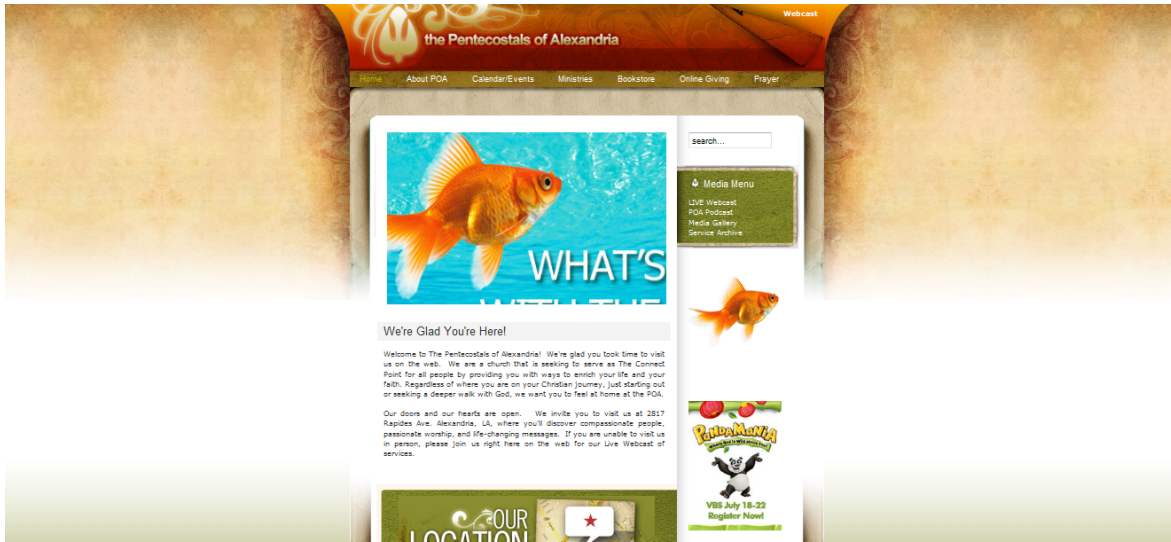 Webcast
the Pentecostals of Alexandria
Home About POA Calendar/Events Ministries Bookstore Online Giving Prayer
search...
WHAT'S
WITH THE
Media Menu
LIVE Webcast
POA Podcast
Media Gallery
Service Archive
We're Glad You're Here!
Welcome to The Pentecostals of Alexandria! We're glad you took time to visit
us on the web. We are a church that is seeking to serve as The Connect
Point for all people by providing you with ways to enrich your life and your
faith. Regardless of where you are on your Christian journey, just starting out
or seeking a deeper walk with God, we want you to feel at home at the POA.
Our doors and our hearts are open. We invite you to visit us at 2817
Rapides Ave. Alexandria, LA, where you'll discover compassionate people,
passionate worship, and life-changing messages. If you are unable to visit us
in person, please join us right here on the web for our Live Webcast of
services.
PandaMania
Where God is Wild about You!
VBS July 18-22
Register Now!
OUR
LOCATION